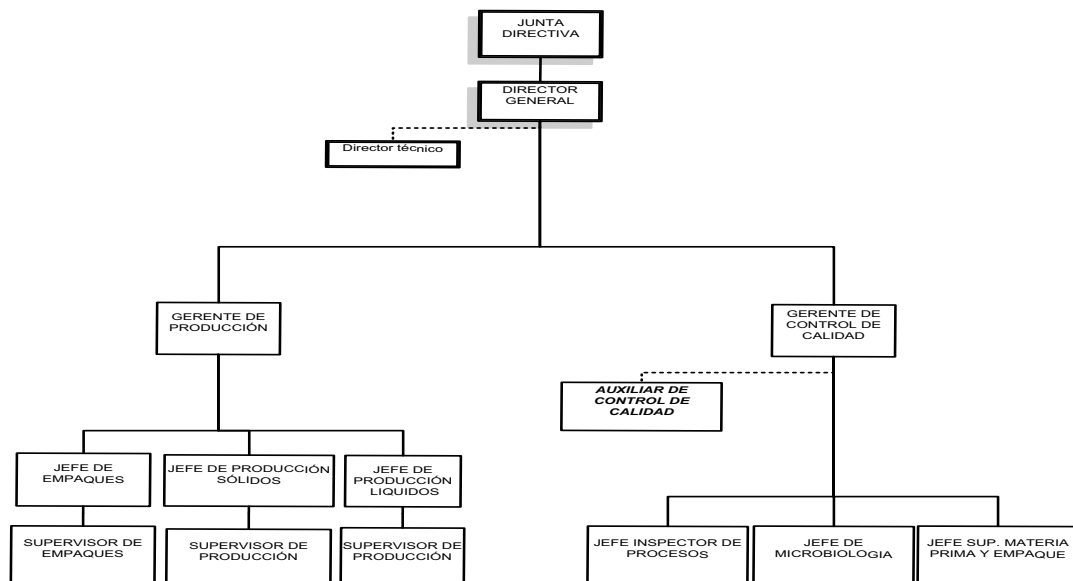 JUNTA
DIRECTIVA
DIRECTOR
GENERAL
Director técnico
GERENTE DE
PRODUCCIÓN
GERENTE DE
CONTROL DE
CALIDAD
AUXILIAR DE
CONTROL DE
CALIDAD
JEFE DE
EMPAQUES
JEFE DE PRODUCCIÓN
SÓLIDOS
JEFE DE
PRODUCCIÓN
LIQUIDOS
SUPERVISOR DE
EMPAQUES
SUPERVISOR DE
PRODUCCIÓN
SUPERVISOR DE
PRODUCCIÓN
JEFE INSPECTOR DE
PROCESOS
JEFE DE
MICROBIOLOGIA
JEFE SUP. MATERIA
PRIMA Y EMPAQUE